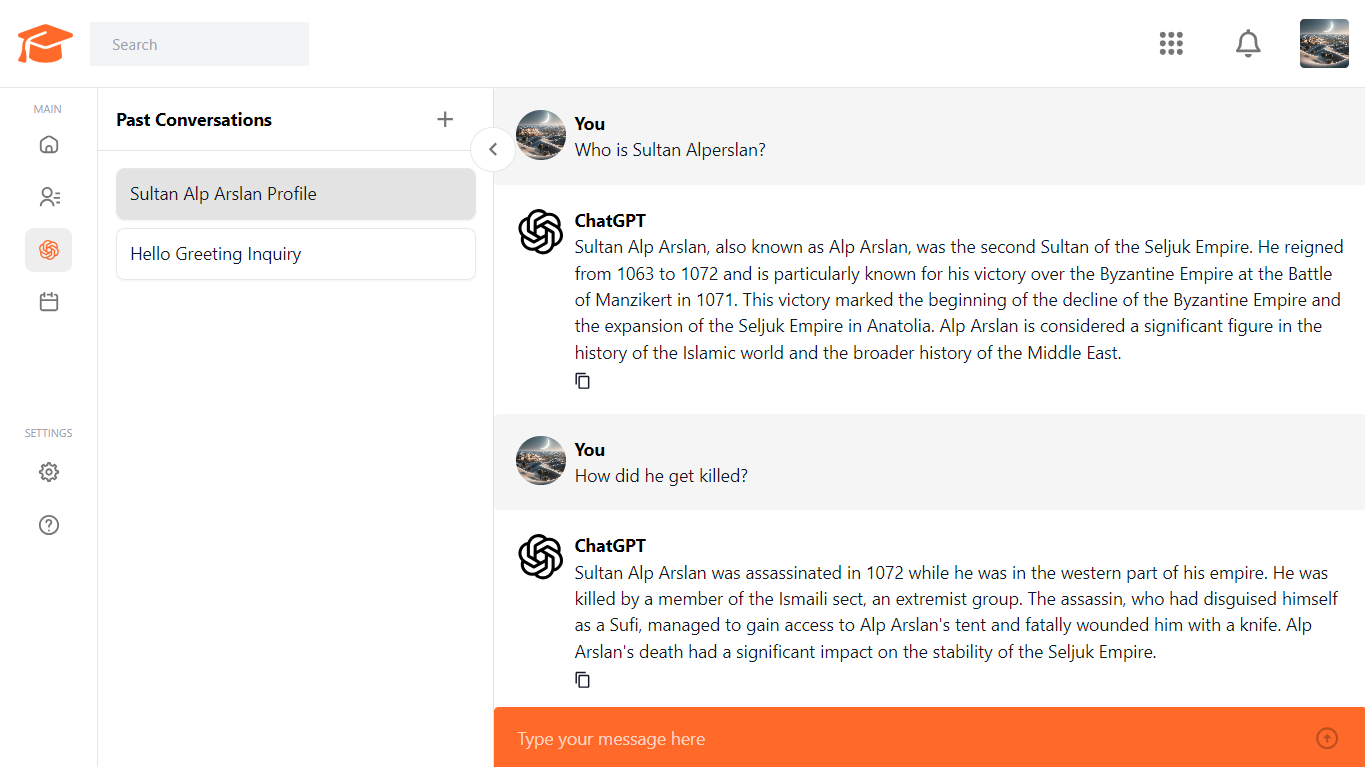 Search
MAIN
Past Conversations
Sultan Alp Arslan Profile
Hello Greeting Inquiry
SETTINGS
You
Who is Sultan Alperslan?
ChatGPT
Sultan Alp Arslan, also known as Alp Arslan, was the second Sultan of the Seljuk Empire. He reigned
from 1063 to 1072 and is particularly known for his victory over the Byzantine Empire at the Battle
of Manzikert in 1071. This victory marked the beginning of the decline of the Byzantine Empire and
the expansion of the Seljuk Empire in Anatolia. Alp Arslan is considered a significant figure in the
history of the Islamic world and the broader history of the Middle East.
You
How did he get killed?
ChatGPT
Sultan Alp Arslan was assassinated in 1072 while he was in the western part of his empire. He was
killed by a member of the Ismaili sect, an extremist group. The assassin, who had disguised himself
as a Sufi, managed to gain access to Alp Arslan's tent and fatally wounded him with a knife. Alp
Arslan's death had a significant impact on the stability of the Seljuk Empire.
Type your message here